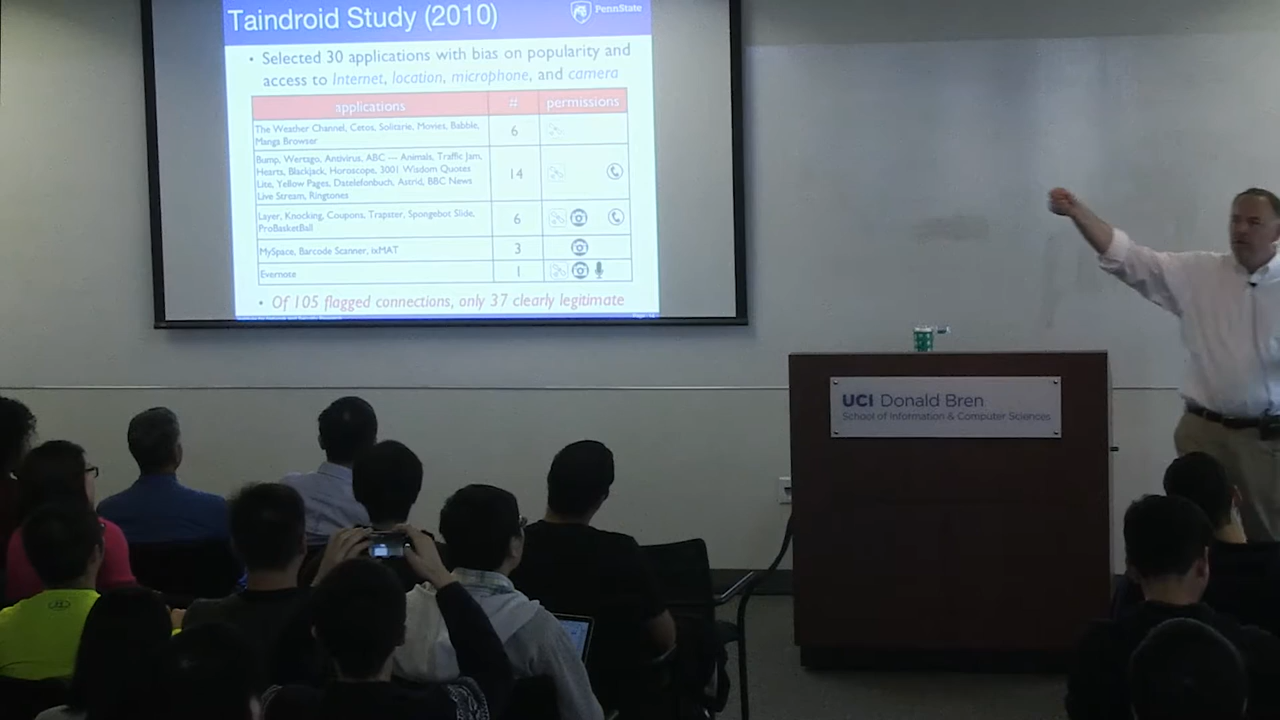 Taindroid Study (2010)
PennState
• Selected 30 applications with bias on popularity and
access to Internet, location, microphone, and camera
applications # permissions
The Weather Channel, Cetos, Solitarie, Movies, Babble,
Manga Browser
6
Bump, Wertago, Antivirus, ABC --- Animals, Traffic Jam,
Hearts, Blackjack, Horoscope, 3001 Wisdom Quotes
Lite, Yellow Pages, Datelefonbuch, Astrid, BBC News
Live Stream, Ringtones
14
Layer, Knocking, Coupons, Trapster, Spongebot Slide,
ProBasketBall
6
MySpace, Barcode Scanner, ixMAT 3
Evernote 1
• Of 105 flagged connections, only 37 clearly legitimate
UCI Donald Bren
School of Information & Computer Sciences